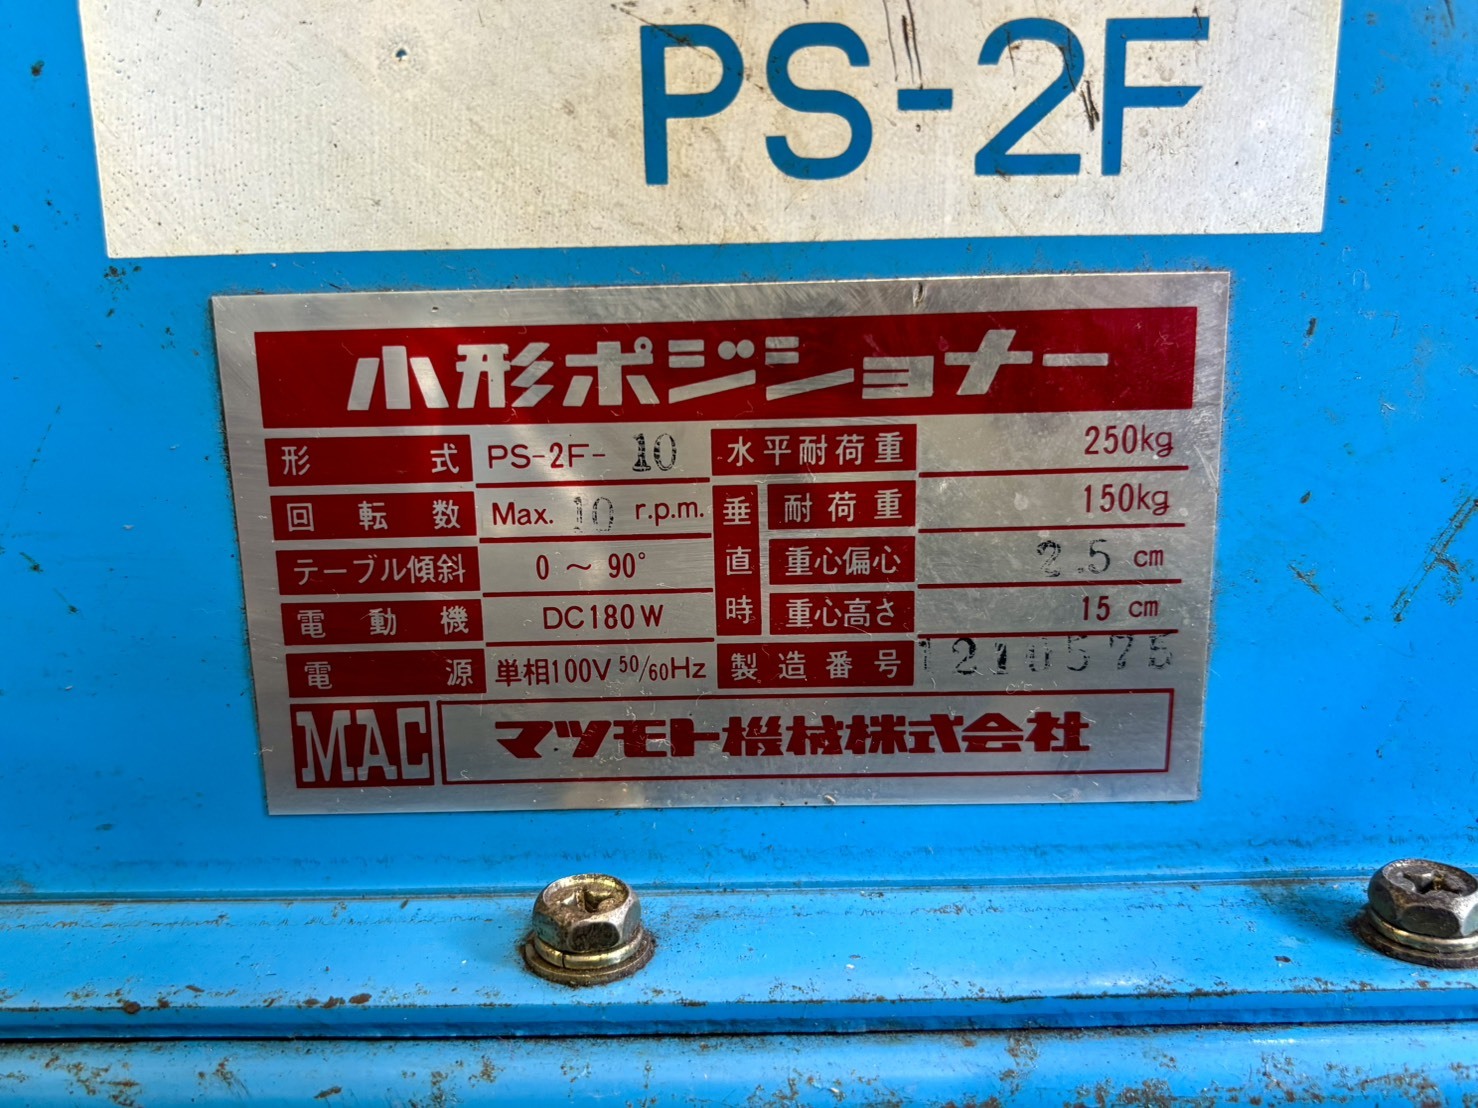 PS-2F
小形ポジショナー
形式 PS-2F-10 水平耐荷重 250kg
回転数 Max. 10 r.p.m. 垂直時 耐荷重 150kg
テーブル傾斜 0～90° 重心偏心 2.5 cm
電動機 DC180W 重心高さ 15 cm
電源 単相100V 50/60Hz 製造番号 1210575
MAC マツモト機械株式会社